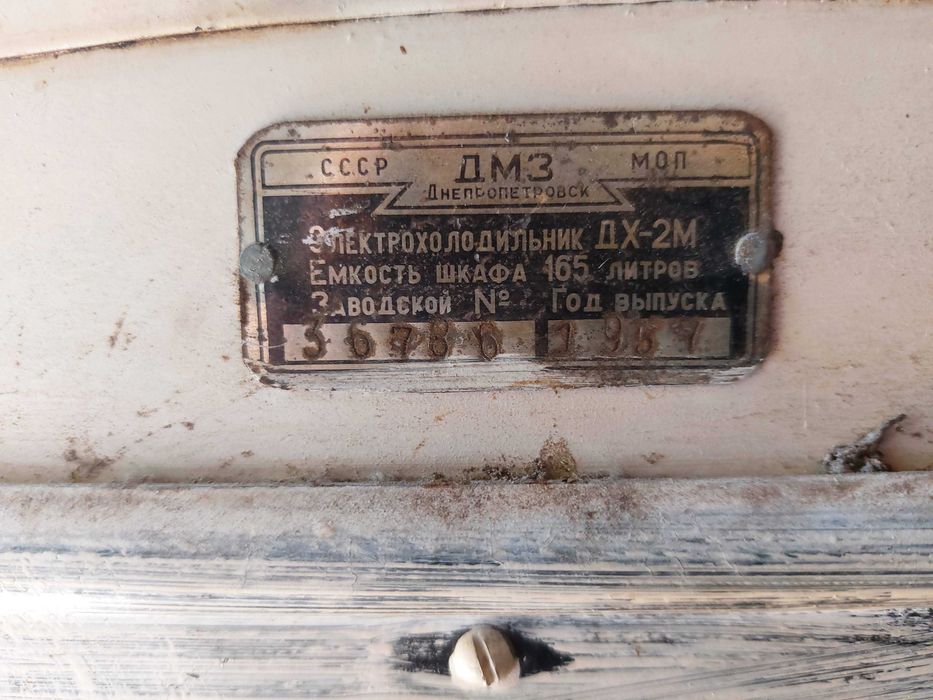 СССР ДМЗ МОП
ДНЕПРОПЕТРОВСК
ЭЛЕКТРОХОЛОДИЛЬНИК ДХ-2М
ЕМКОСТЬ ШКАФА 165 ЛИТРОВ
ЗАВОДСКОЙ № ГОД ВЫПУСКА
36786